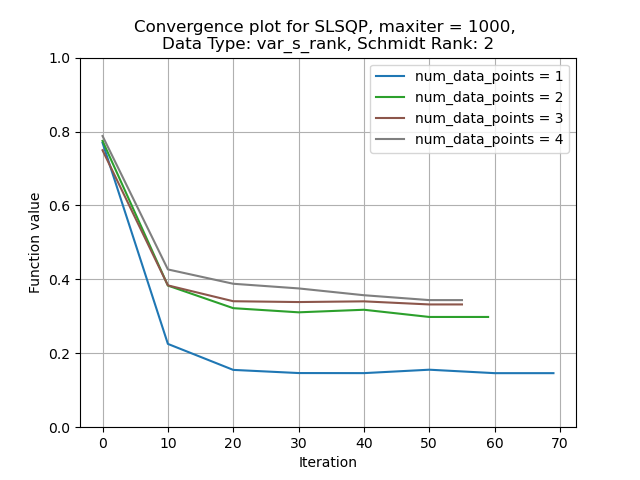 Convergence plot for SLSQP, maxiter = 1000,
Data Type: var_s_rank, Schmidt Rank: 2
num_data_points = 1
num_data_points = 2
num_data_points = 3
num_data_points = 4
Function value
1.0
0.8
0.6
0.4
0.2
0.0
0 10 20 30 40 50 60 70
Iteration